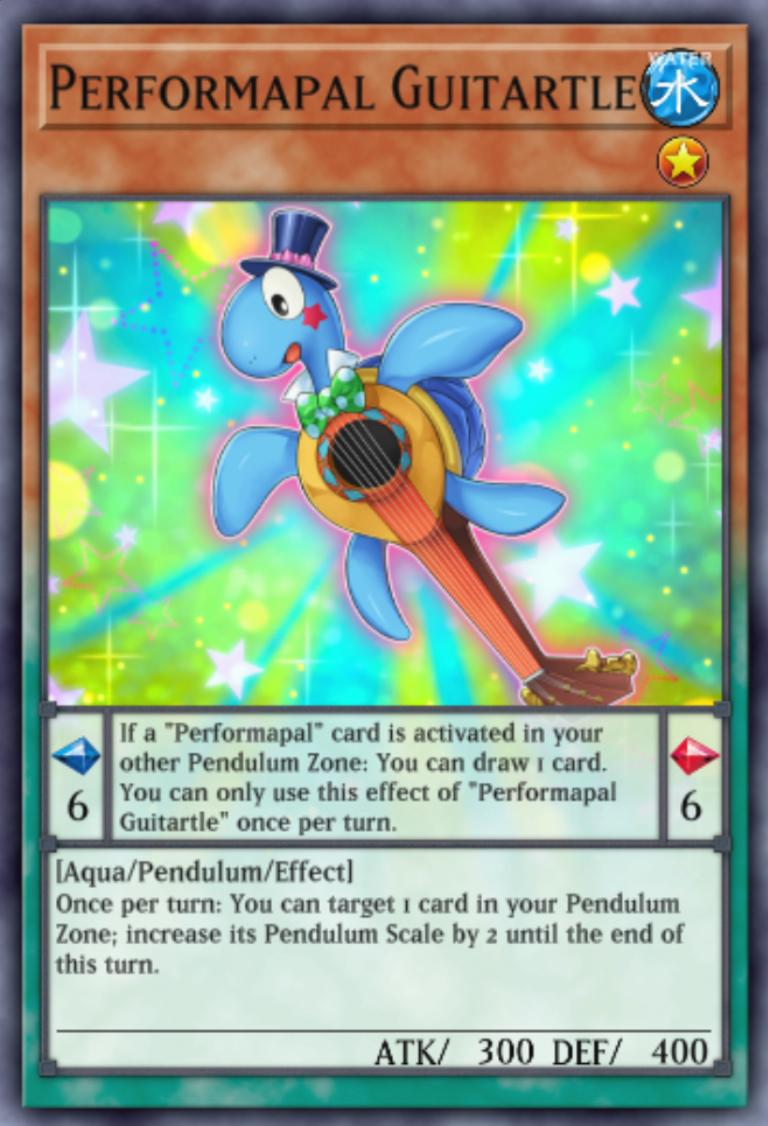 PERFORMAPAL GUITARTLE
WATER
水
If a "Performapal" card is activated in your
other Pendulum Zone: You can draw 1 card.
You can only use this effect of "Performapal
Guitartle" once per turn.
6
6
[Aqua/Pendulum/Effect]
Once per turn: You can target 1 card in your Pendulum
Zone; increase its Pendulum Scale by 2 until the end of
this turn.
ATK/ 300 DEF/ 400